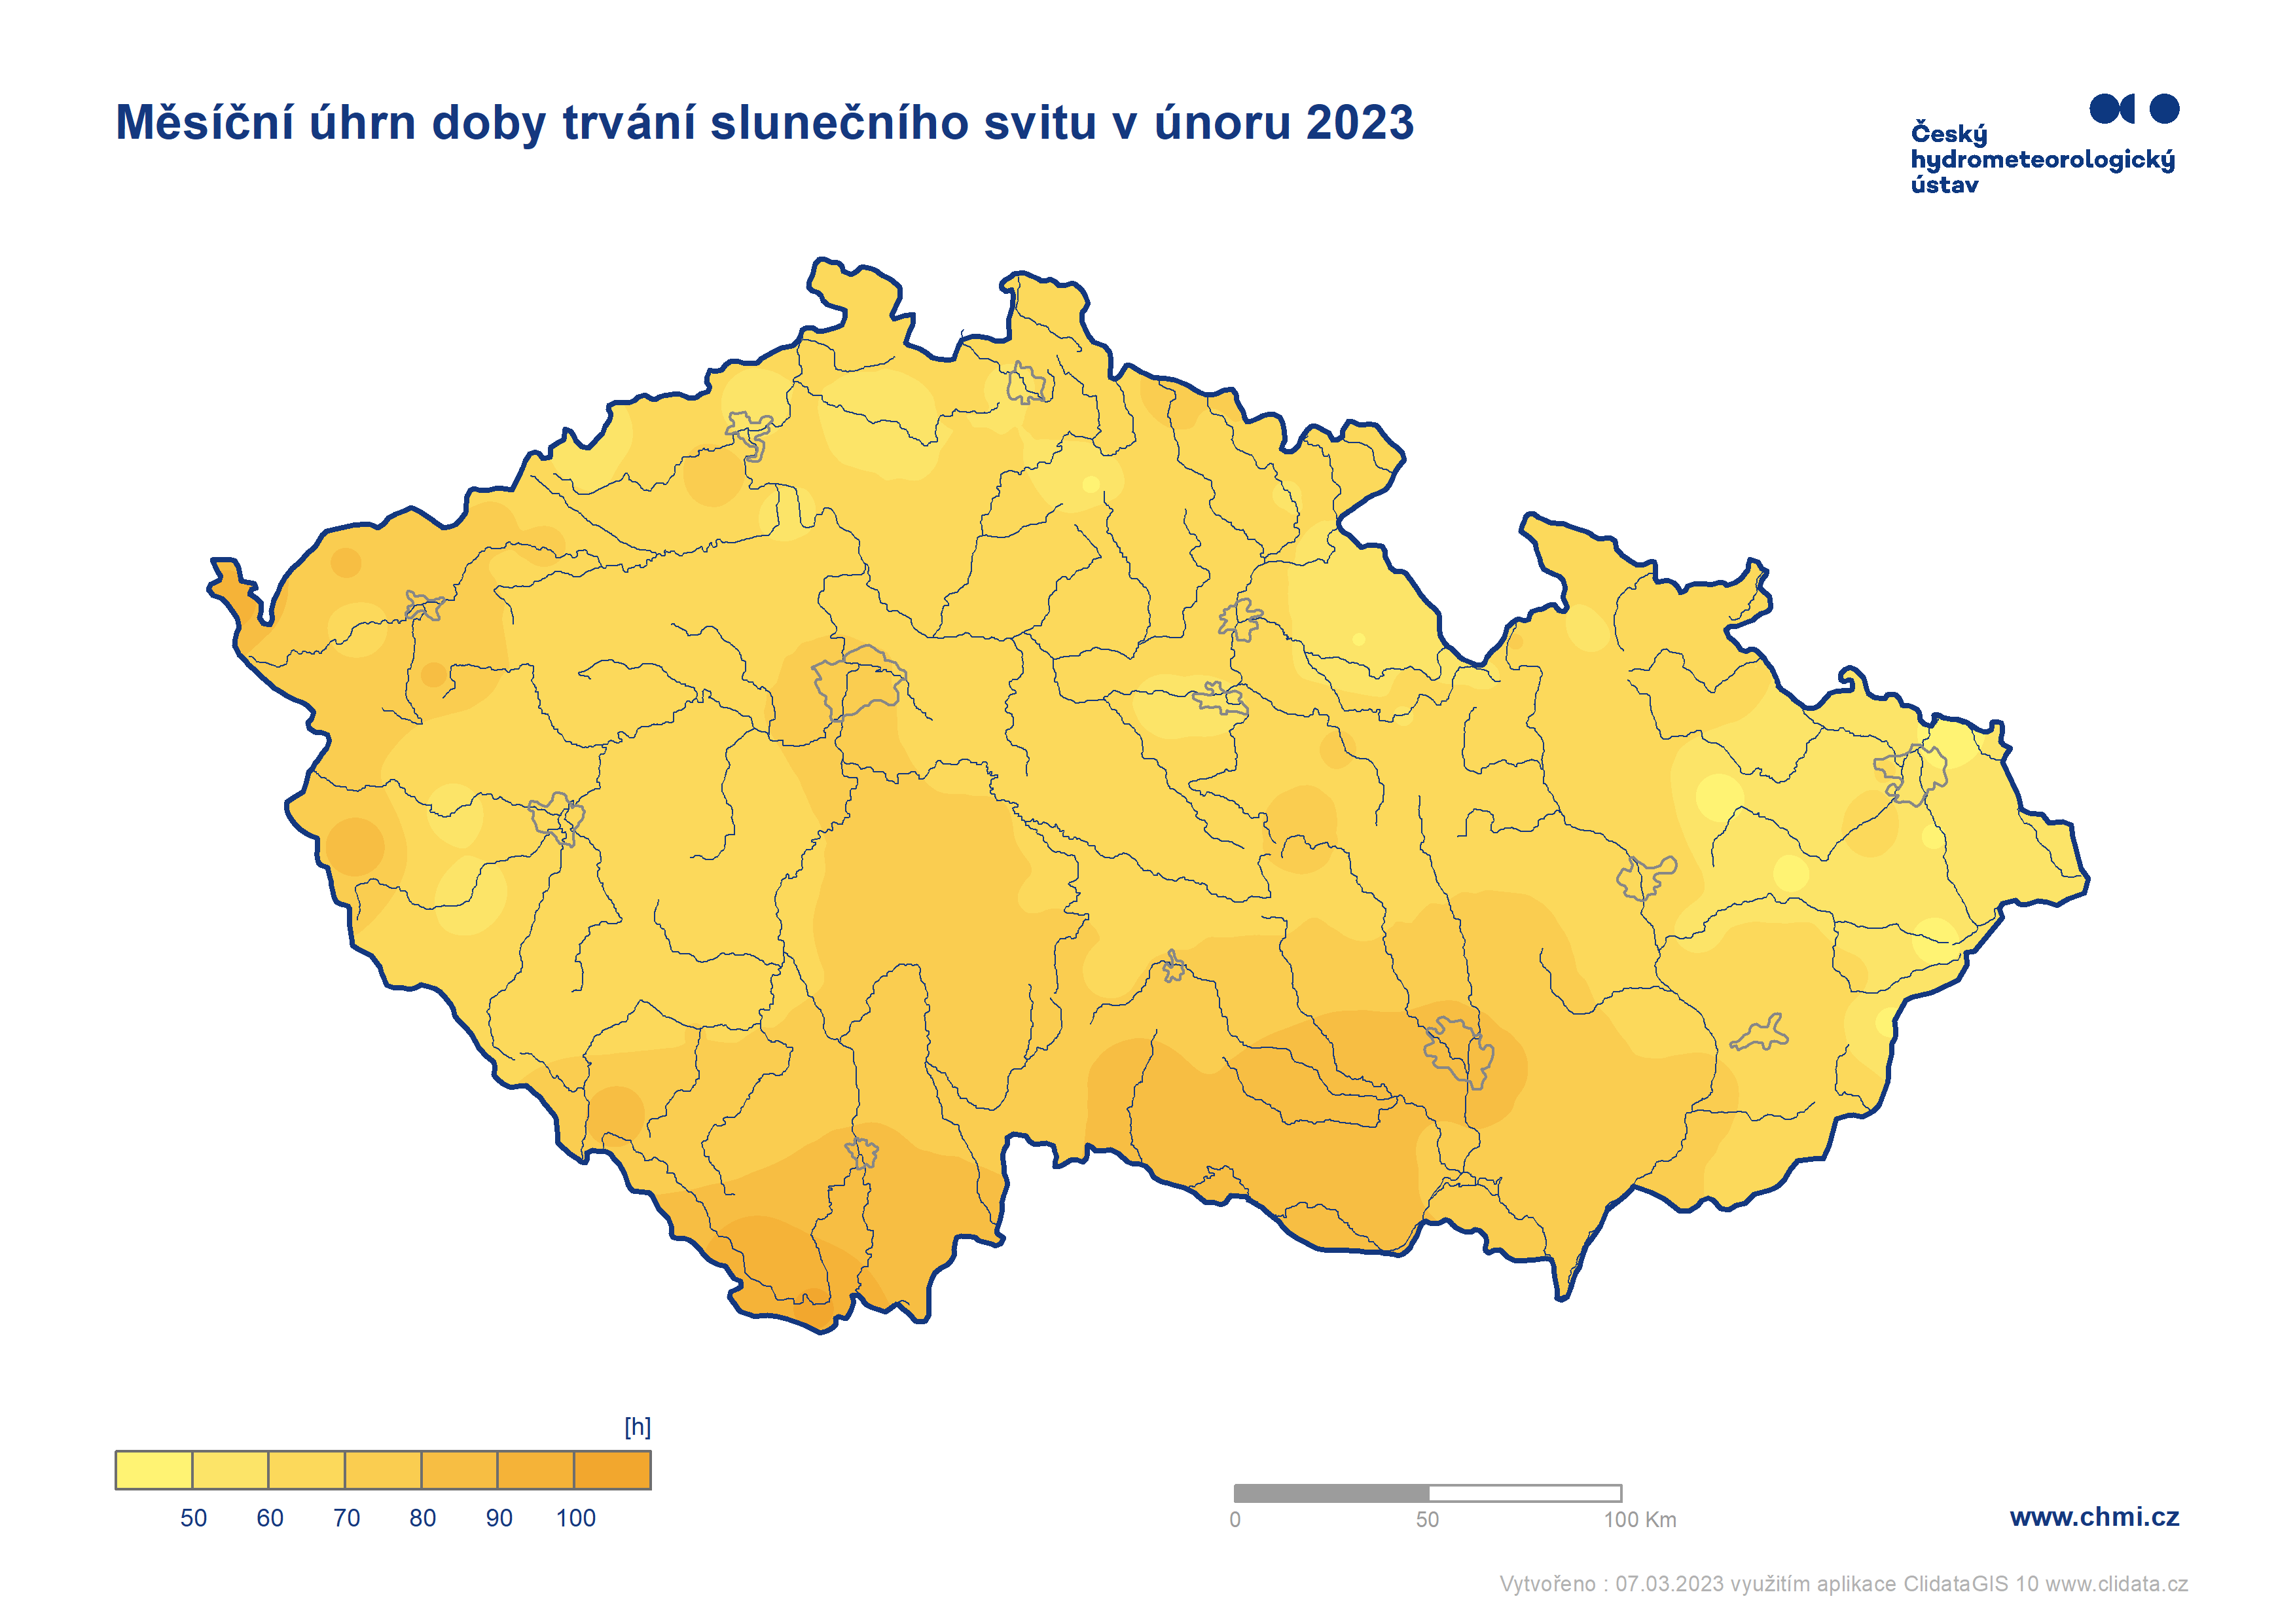 Měsíční úhrn doby trvání slunečního svitu v únoru 2023
Český
hydrometeorologický
ústav
[h]
50 60 70 80 90 100
0 50 100 Km
www.chmi.cz
Vytvořeno : 07.03.2023 využitím aplikace ClidataGIS 10 www.clidata.cz